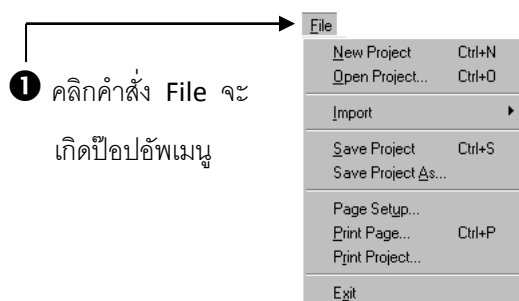 File
❶ คลิกคำสั่ง File จะ
เกิดป๊อปอัพเมนู
New Project Ctrl+N
Open Project... Ctrl+O
Import
Save Project Ctrl+S
Save Project As...
Page Setup...
Print Page... Ctrl+P
Print Project...
Exit